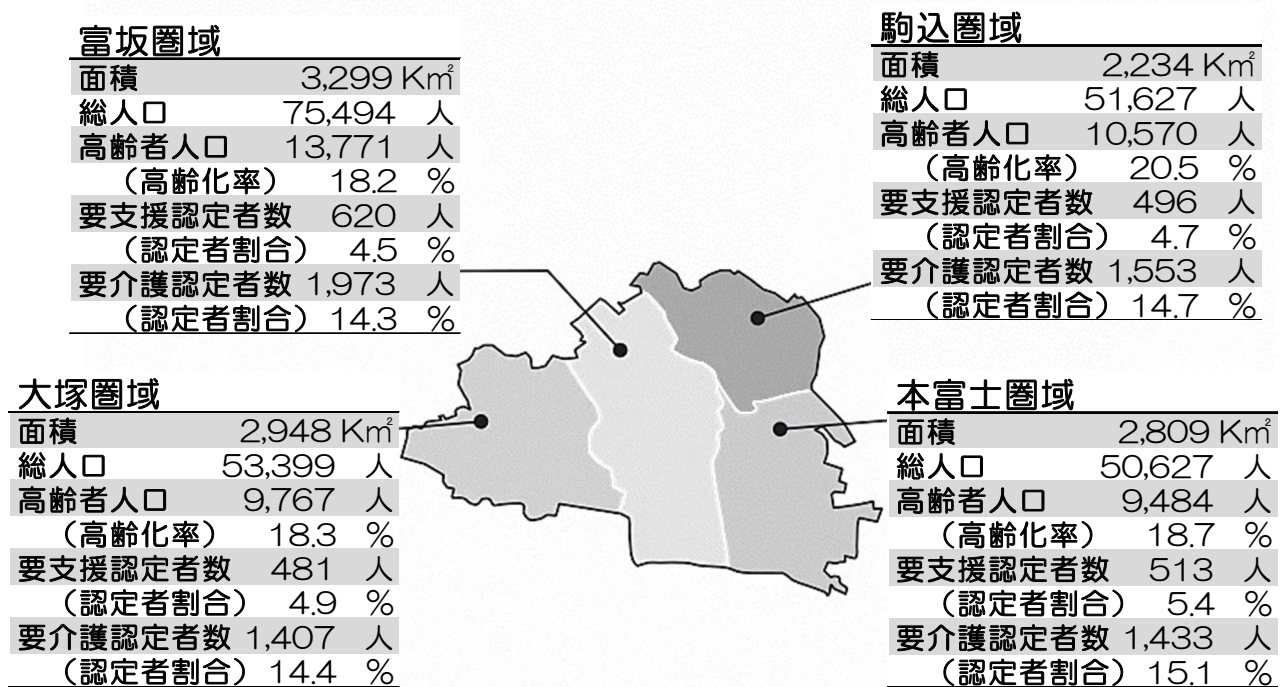 富坂圏域
面積 3,299 K㎡
総人口 75,494 人
高齢者人口 13,771 人
（高齢化率） 18.2 %
要支援認定者数 620 人
（認定者割合） 4.5 %
要介護認定者数 1,973 人
（認定者割合） 14.3 %
駒込圏域
面積 2,234 K㎡
総人口 51,627 人
高齢者人口 10,570 人
（高齢化率） 20.5 %
要支援認定者数 496 人
（認定者割合） 4.7 %
要介護認定者数 1,553 人
（認定者割合） 14.7 %
大塚圏域
面積 2,948 K㎡
総人口 53,399 人
高齢者人口 9,767 人
（高齢化率） 18.3 %
要支援認定者数 481 人
（認定者割合） 4.9 %
要介護認定者数 1,407 人
（認定者割合） 14.4 %
本富士圏域
面積 2,809 K㎡
総人口 50,627 人
高齢者人口 9,484 人
（高齢化率） 18.7 %
要支援認定者数 513 人
（認定者割合） 5.4 %
要介護認定者数 1,433 人
（認定者割合） 15.1 %